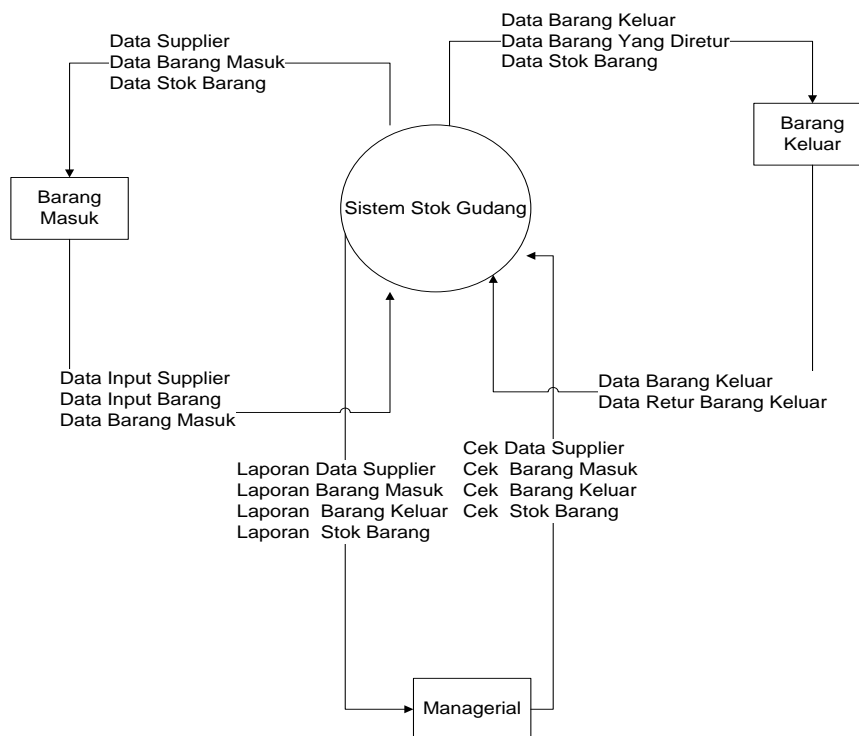 Data Supplier
Data Barang Masuk
Data Stok Barang
Data Barang Keluar
Data Barang Yang Diretur
Data Stok Barang
Barang
Keluar
Barang
Masuk
Sistem Stok Gudang
Data Input Supplier
Data Input Barang
Data Barang Masuk
Data Barang Keluar
Data Retur Barang Keluar
Laporan Data Supplier
Laporan Barang Masuk
Laporan Barang Keluar
Laporan Stok Barang
Cek Data Supplier
Cek Barang Masuk
Cek Barang Keluar
Cek Stok Barang
Managerial